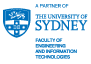 A PARTNER OF
THE UNIVERSITY OF
SYDNEY
FACULTY OF
ENGINEERING
AND INFORMATION
TECHNOLOGIES